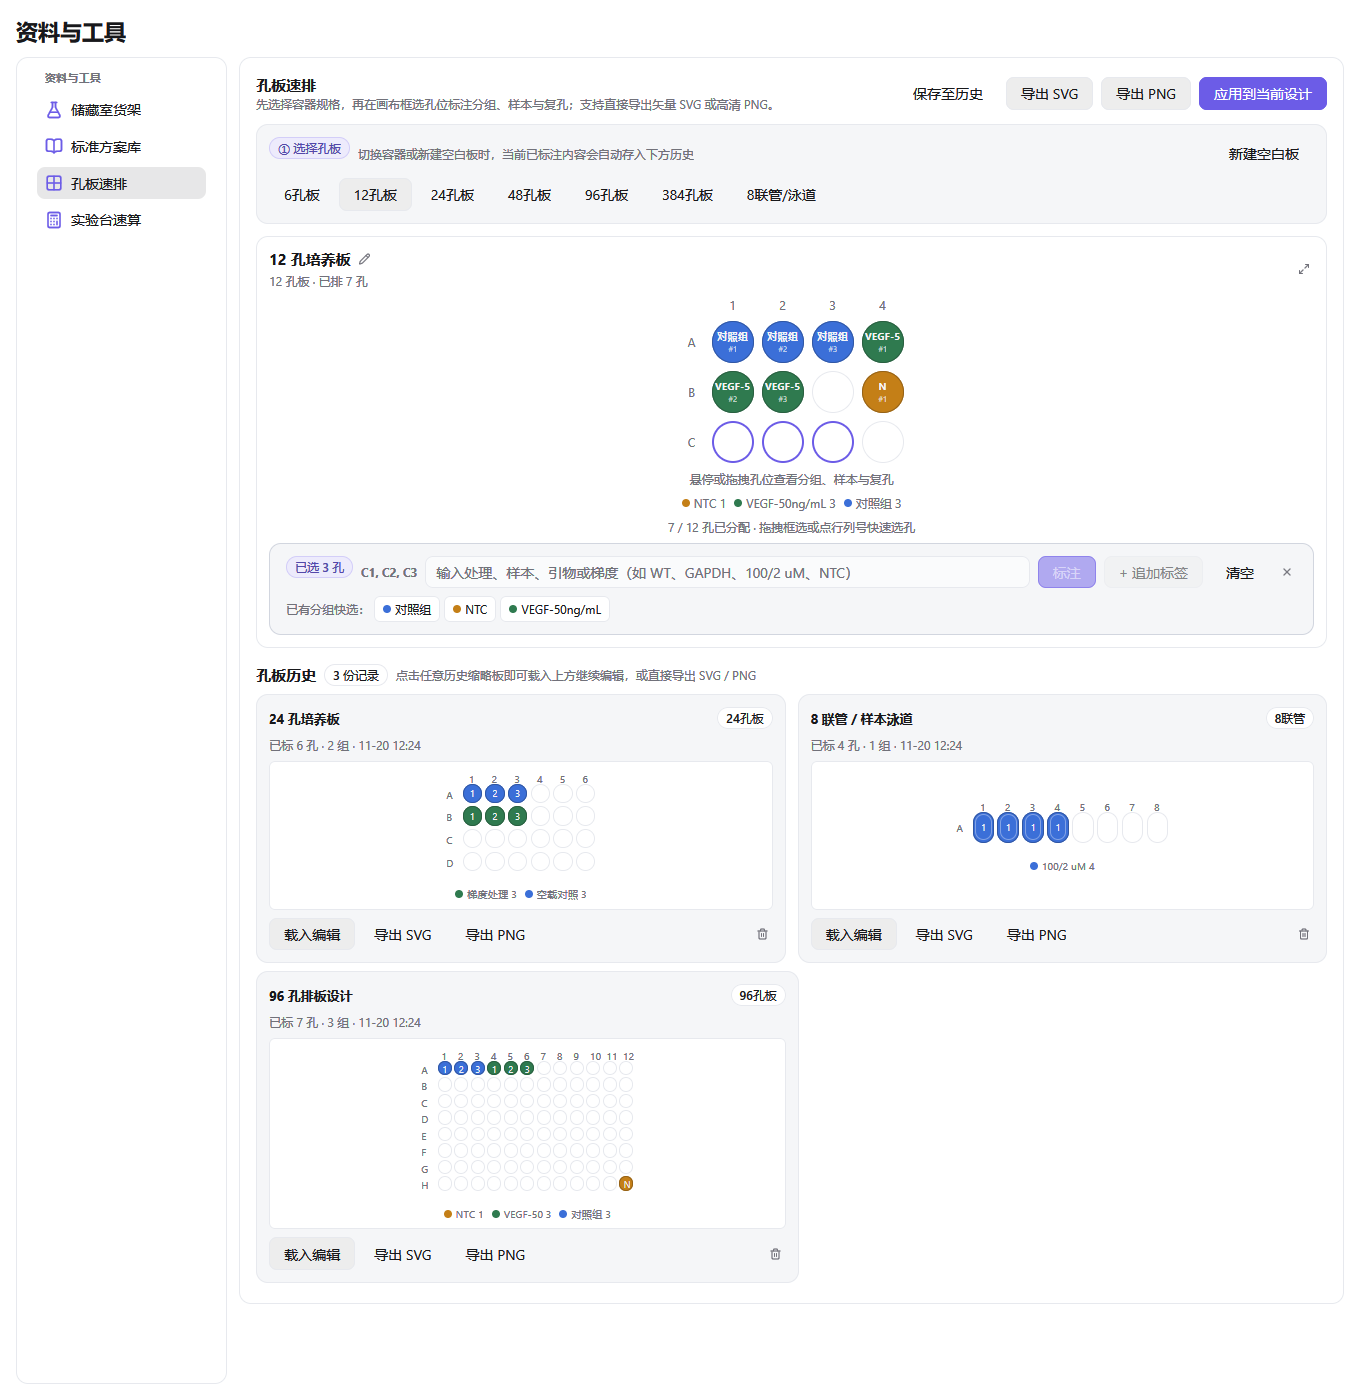 资料与工具
资料与工具
储藏室货架
标准方案库
孔板速排
实验台速算
孔板速排
先选择容器规格，再在画布框选孔位标注分组、样本与复孔；支持直接导出矢量 SVG 或高清 PNG。
保存至历史 导出 SVG 导出 PNG 应用到当前设计
① 选择孔板 切换容器或新建空白板时，当前已标注内容会自动存入下方历史 新建空白板
6孔板 12孔板 24孔板 48孔板 96孔板 384孔板 8联管/泳道
12 孔培养板
12 孔板 · 已排 7 孔
1 2 3 4
A 对照组 #1 对照组 #2 对照组 #3 VEGF-5 #1
B VEGF-5 #2 VEGF-5 #3 N #1
C
悬停或拖拽孔位查看分组、样本与复孔
NTC 1 VEGF-50ng/mL 3 对照组 3
7 / 12 孔已分配 · 拖拽框选或点行列号快速选孔
已选 3 孔 C1, C2, C3 输入处理、样本、引物或梯度（如 WT、GAPDH、100/2 uM、NTC） 标注 + 追加标签 清空 ×
已有分组快选： 对照组 NTC VEGF-50ng/mL
孔板历史 3 份记录 点击任意历史缩略板即可载入上方继续编辑，或直接导出 SVG / PNG
24 孔培养板 24孔板
已标 6 孔 · 2 组 · 11-20 12:24
1 2 3 4 5 6
A 1 2 3
B 1 2 3
C
D
梯度处理 3 空载对照 3
载入编辑 导出 SVG 导出 PNG
8 联管 / 样本泳道 8联管
已标 4 孔 · 1 组 · 11-20 12:24
1 2 3 4 5 6 7 8
A 1 1 1 1
100/2 uM 4
载入编辑 导出 SVG 导出 PNG
96 孔排板设计 96孔板
已标 7 孔 · 3 组 · 11-20 12:24
1 2 3 4 5 6 7 8 9 10 11 12
A 1 2 3 1 2 3
B
C
D
E
F
G
H N
NTC 1 VEGF-50 3 对照组 3
载入编辑 导出 SVG 导出 PNG